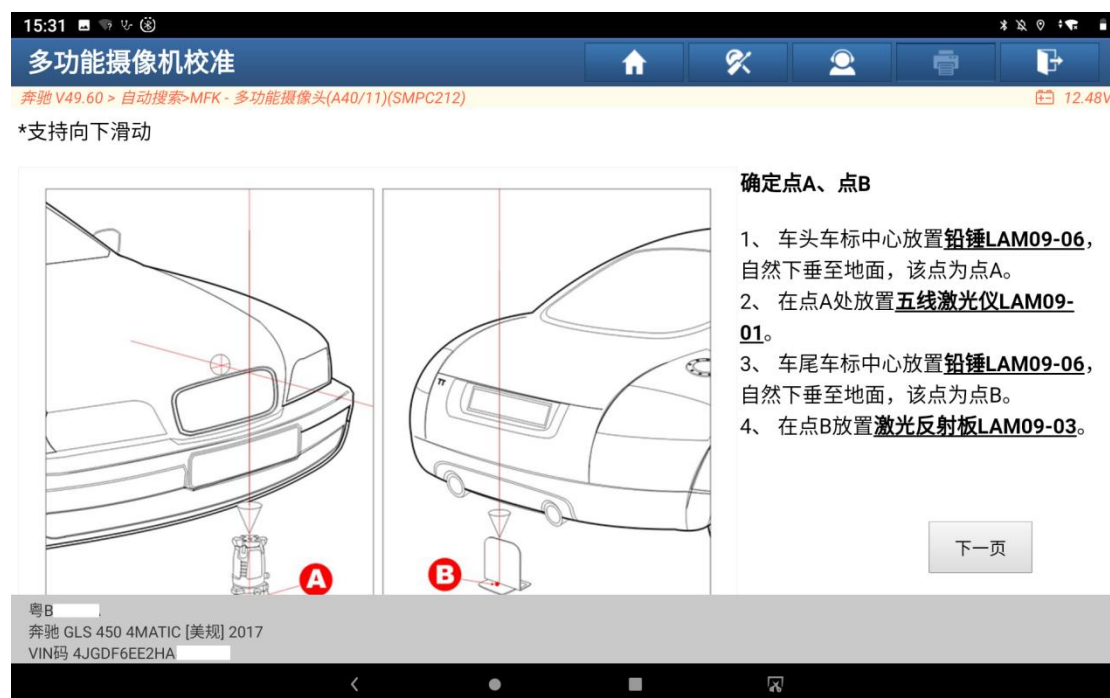 15:31
多功能摄像机校准
奔驰 V49.60 > 自动搜索>MFK - 多功能摄像头(A40/11)(SMPC212)
12.48V
*支持向下滑动
确定点A、点B
1、 车头车标中心放置铅锤LAM09-06，
自然下垂至地面，该点为点A。
2、 在点A处放置五线激光仪LAM09-
01。
3、 车尾车标中心放置铅锤LAM09-06，
自然下垂至地面，该点为点B。
4、 在点B放置激光反射板LAM09-03。
A
B
下一页
粤B
奔驰 GLS 450 4MATIC [美规] 2017
VIN码 4JGDF6EE2HA